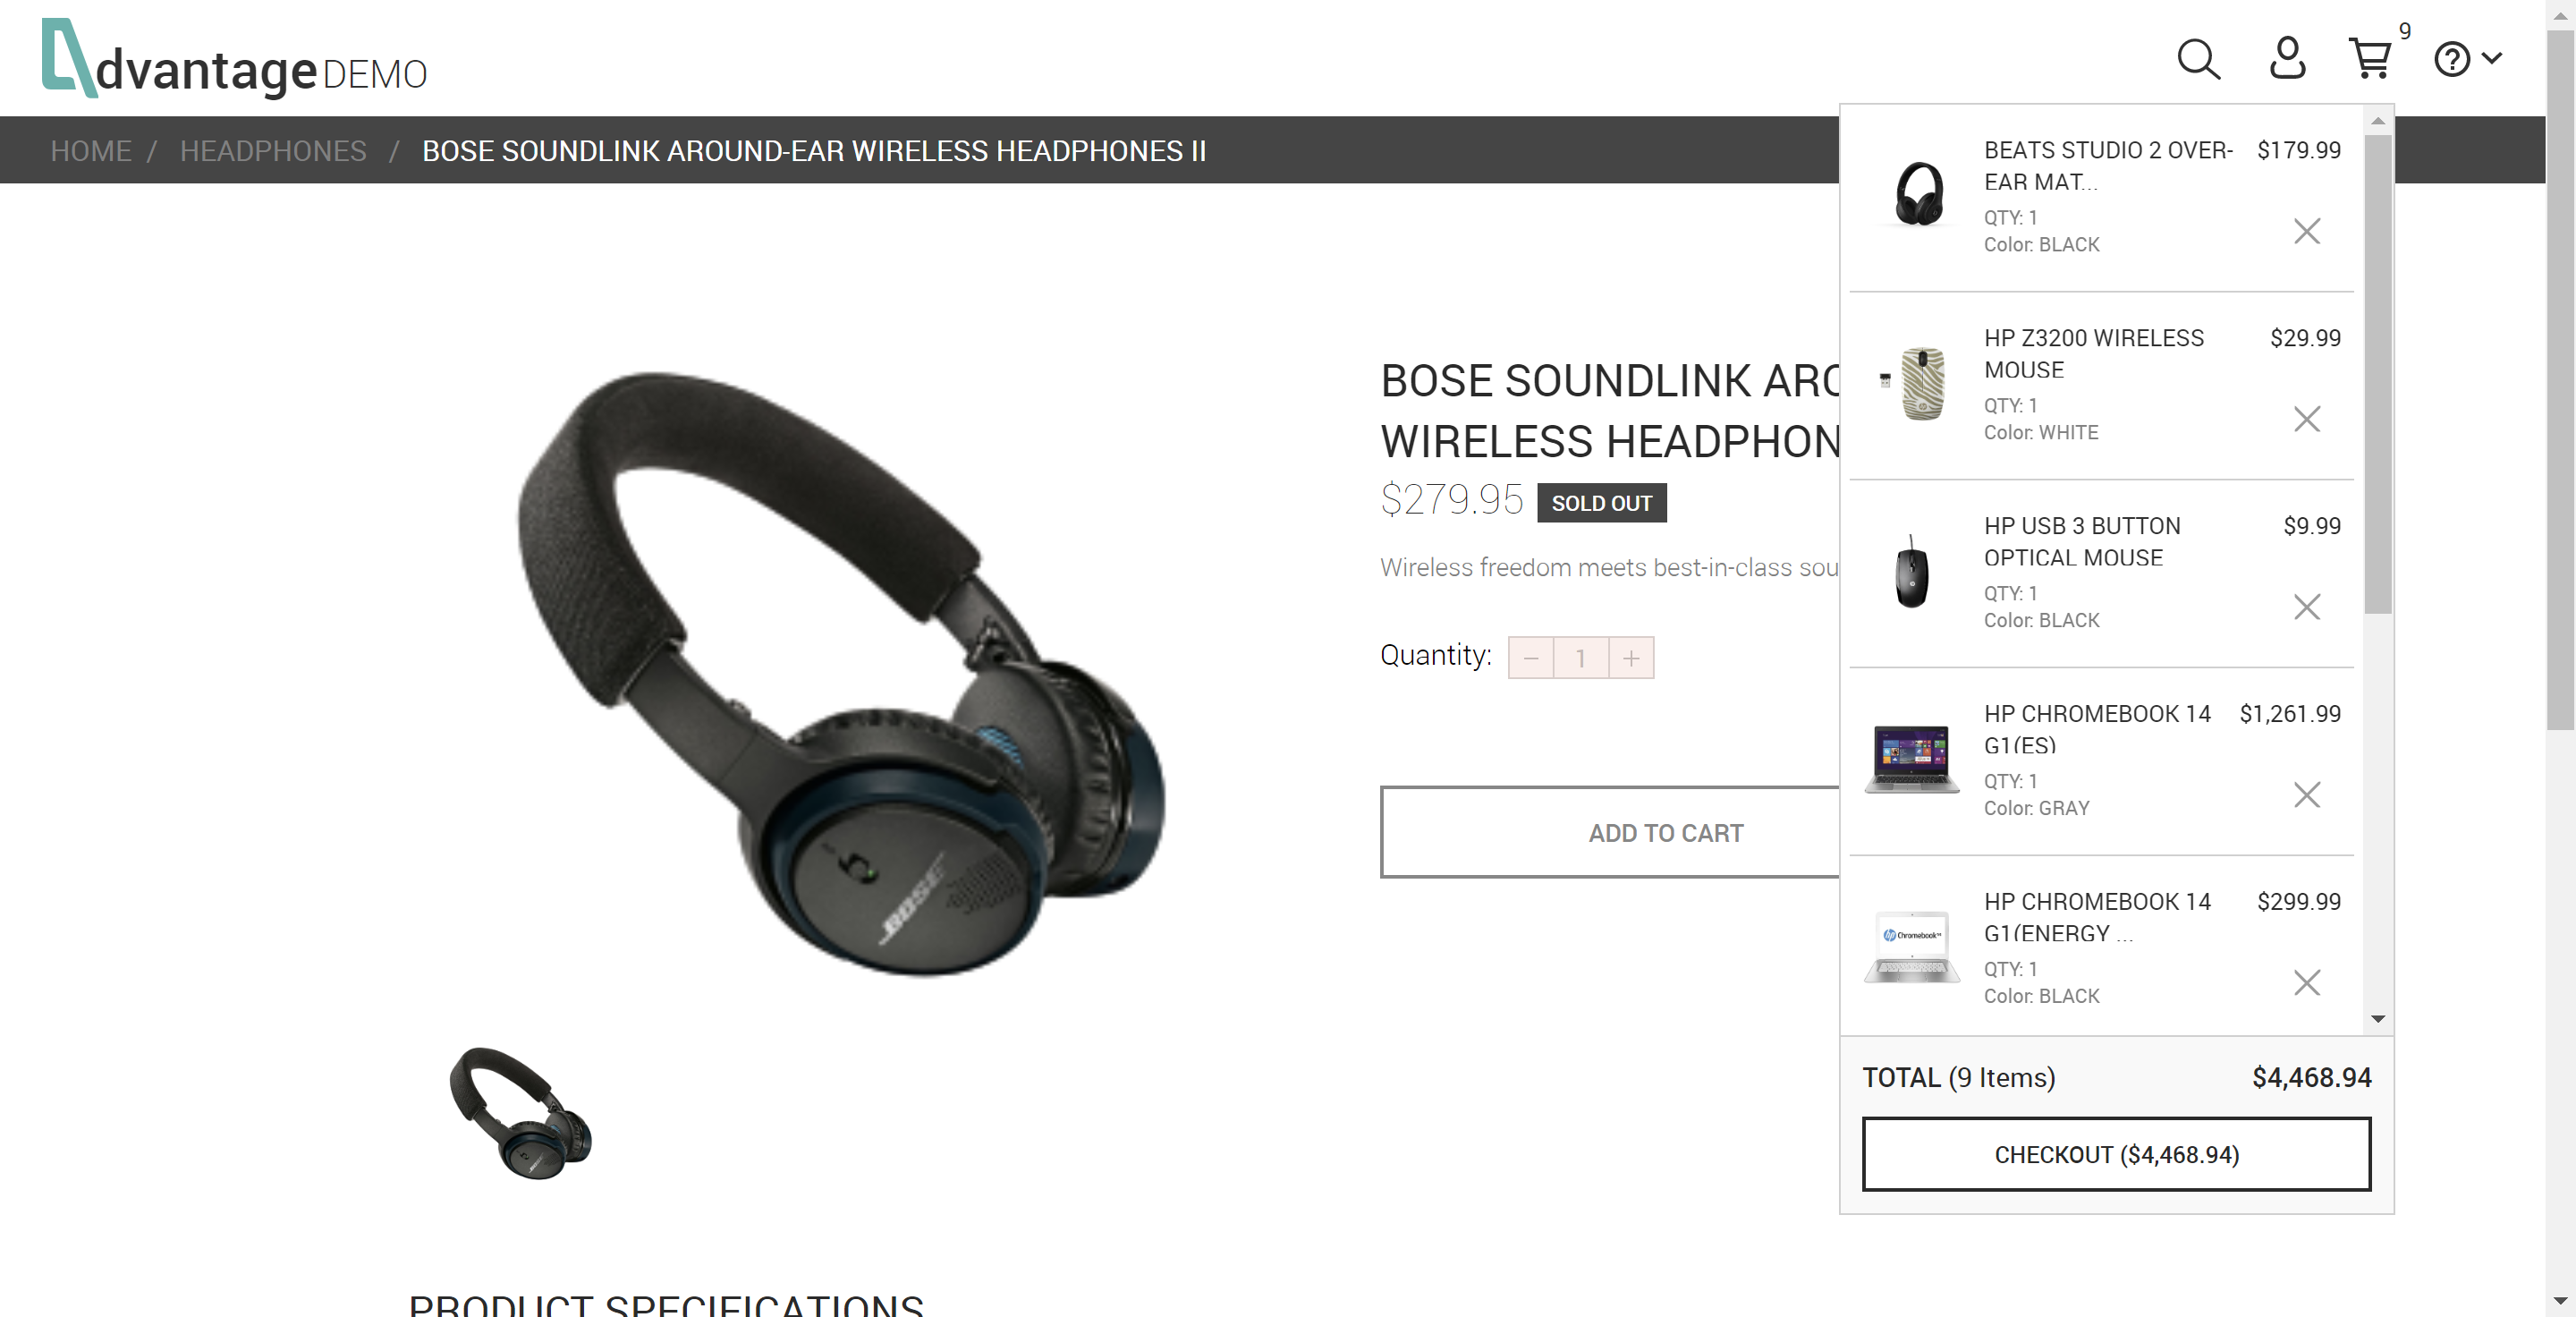 dvantage DEMO
9
HOME / HEADPHONES / BOSE SOUNDLINK AROUND-EAR WIRELESS HEADPHONES II
BOSE SOUNDLINK ARO
WIRELESS HEADPHON
$279.95 SOLD OUT
Wireless freedom meets best-in-class sou
Quantity: − 1 +
ADD TO CART
BOSE
BEATS STUDIO 2 OVER- $179.99
EAR MAT...
QTY: 1
Color: BLACK
HP Z3200 WIRELESS $29.99
MOUSE
QTY: 1
Color: WHITE
HP USB 3 BUTTON $9.99
OPTICAL MOUSE
QTY: 1
Color: BLACK
HP CHROMEBOOK 14 $1,261.99
G1(ES)
QTY: 1
Color: GRAY
HP CHROMEBOOK 14 $299.99
G1(ENERGY ...
QTY: 1
Color: BLACK
hp Chromebook
TOTAL (9 Items) $4,468.94
CHECKOUT ($4,468.94)
PRODUCT SPECIFICATIONS